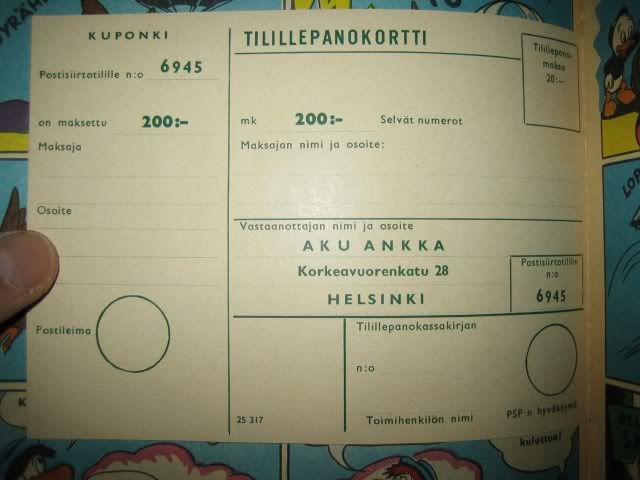 KUPONKI
Postisiirtotilille n:o 6945
on maksettu 200:-
Maksaja
Osoite
Postileima
TILILLEPANOKORTTI
Tilillepano-
maksu
20:—
mk 200:- Selvät numerot
Maksajan nimi ja osoite:
Vastaanottajan nimi ja osoite
AKU ANKKA
Korkeavuorenkatu 28
HELSINKI
Postisiirtotilille
n:o
6945
Tilillepanokassakirjan
n:o
25 317
Toimihenkilön nimi
PSP:n hyväksymä
kuluttua!